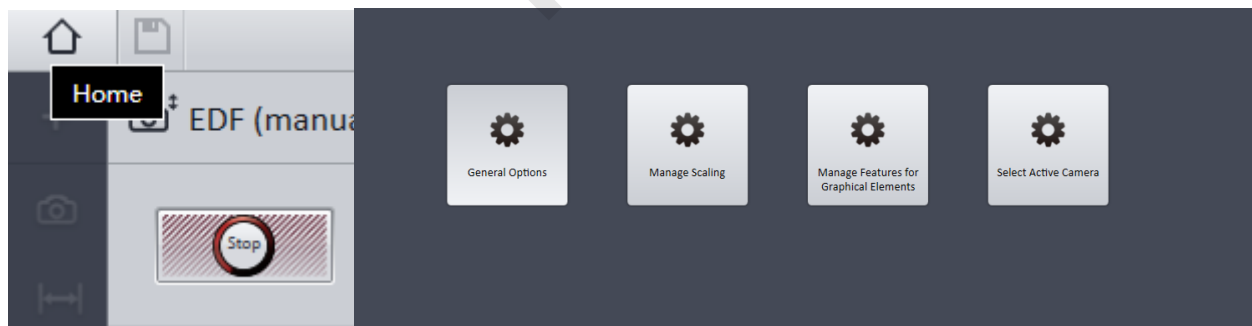 Home
EDF (manua
Stop
General Options
Manage Scaling
Manage Features for
Graphical Elements
Select Active Camera